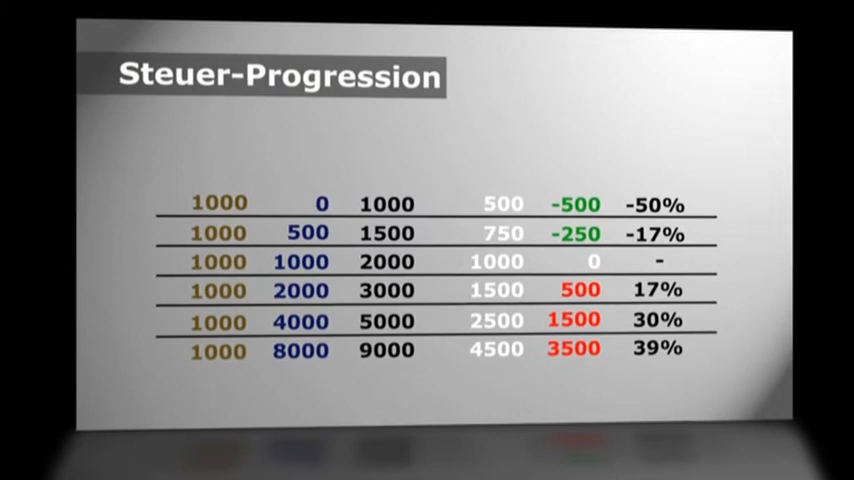 Steuer-Progression
1000 0 1000 500 -500 -50%
1000 500 1500 750 -250 -17%
1000 1000 2000 1000 0 -
1000 2000 3000 1500 500 17%
1000 4000 5000 2500 1500 30%
1000 8000 9000 4500 3500 39%